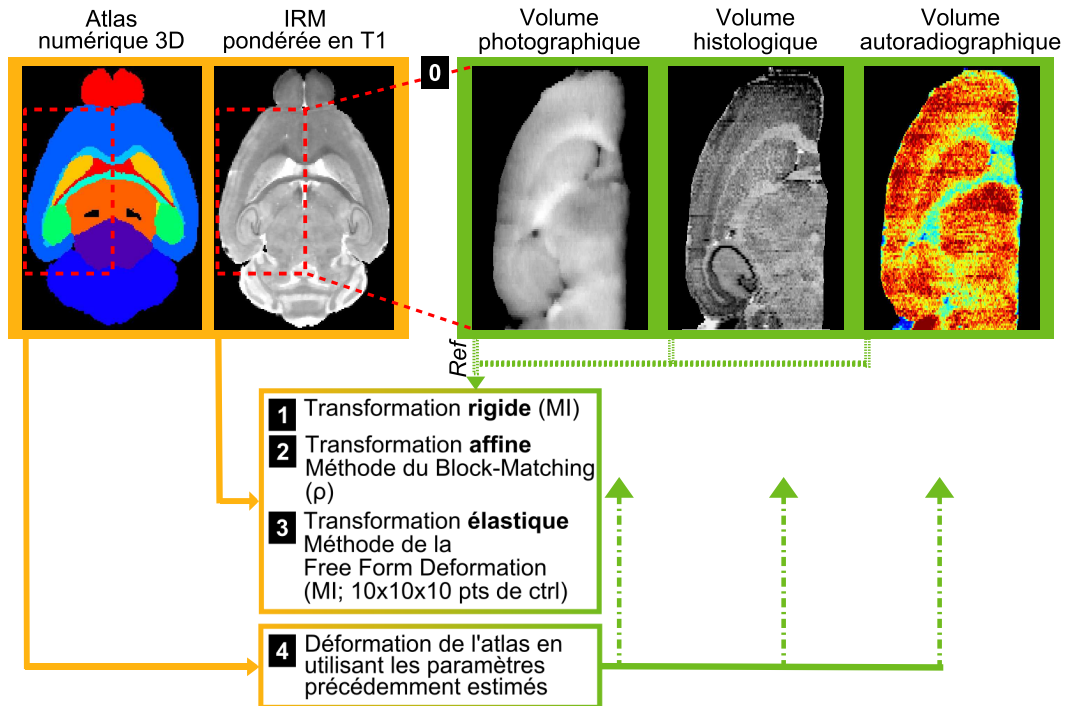 Atlas
numérique 3D
IRM
pondérée en T1
Volume
photographique
Volume
histologique
Volume
autoradiographique
0
Ref
1 Transformation rigide (MI)
2 Transformation affine
Méthode du Block-Matching
(ρ)
3 Transformation élastique
Méthode de la
Free Form Deformation
(MI; 10x10x10 pts de ctrl)
4 Déformation de l'atlas en
utilisant les paramètres
précédemment estimés